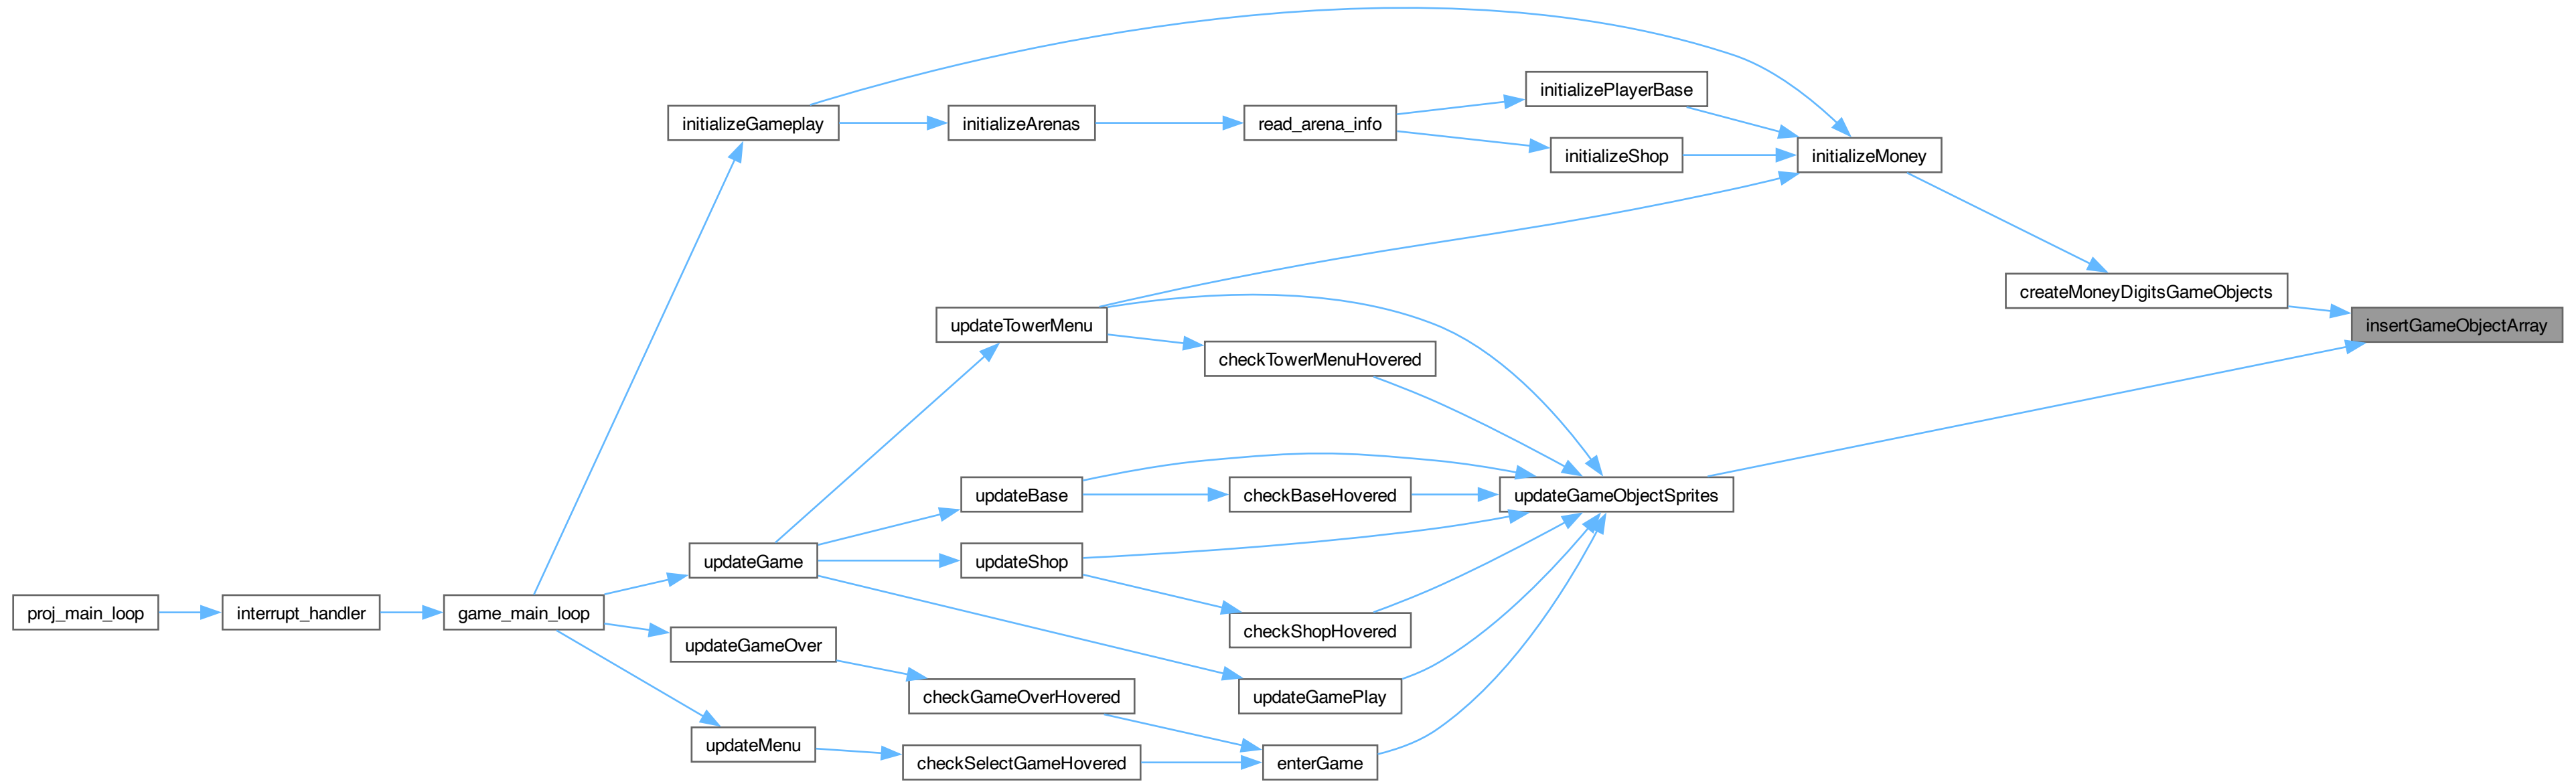 initializePlayerBase
initializeGameplay
initializeArenas
read_arena_info
initializeShop
initializeMoney
createMoneyDigitsGameObjects
updateTowerMenu
insertGameObjectArray
checkTowerMenuHovered
updateBase
checkBaseHovered
updateGameObjectSprites
updateGame
updateShop
proj_main_loop
interrupt_handler
game_main_loop
checkShopHovered
updateGameOver
checkGameOverHovered
updateGamePlay
updateMenu
checkSelectGameHovered
enterGame